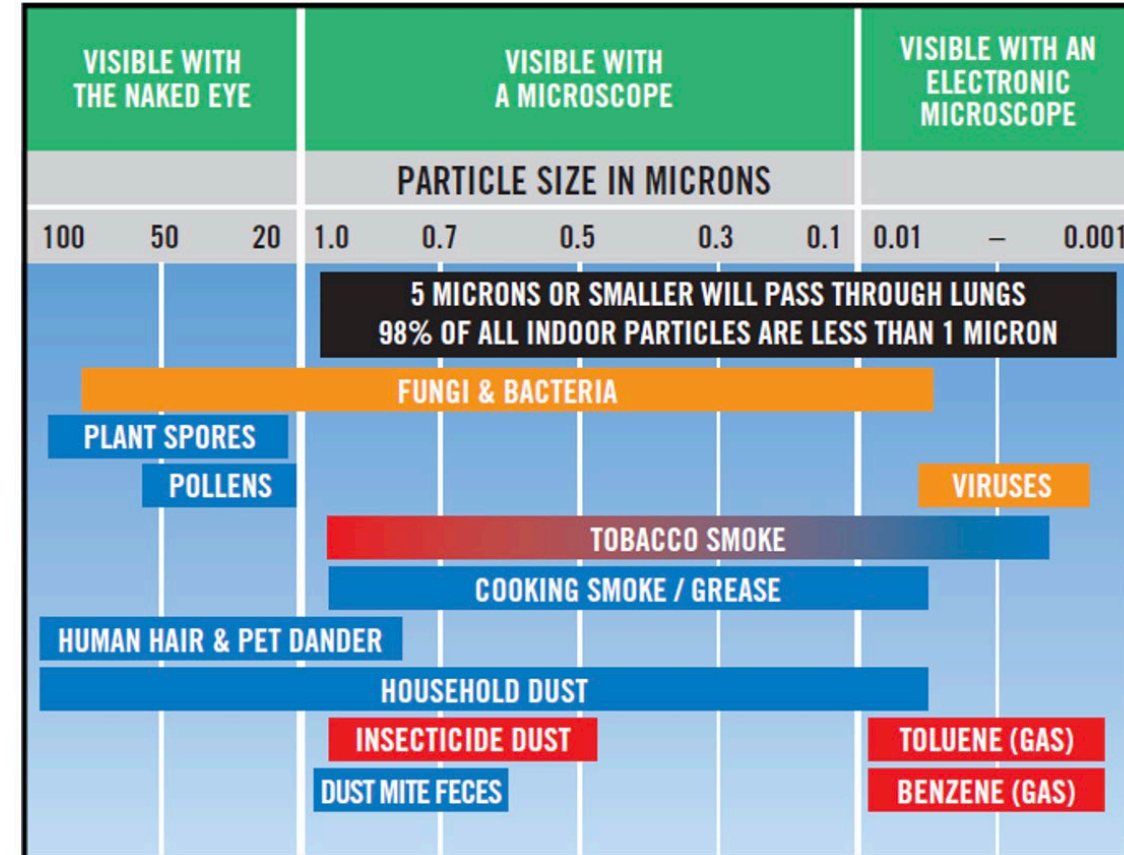 VISIBLE WITH
THE NAKED EYE
VISIBLE WITH
A MICROSCOPE
VISIBLE WITH AN
ELECTRONIC
MICROSCOPE
PARTICLE SIZE IN MICRONS
100 50 20 1.0 0.7 0.5 0.3 0.1 0.01 – 0.001
5 MICRONS OR SMALLER WILL PASS THROUGH LUNGS
98% OF ALL INDOOR PARTICLES ARE LESS THAN 1 MICRON
FUNGI & BACTERIA
PLANT SPORES
POLLENS
VIRUSES
TOBACCO SMOKE
COOKING SMOKE / GREASE
HUMAN HAIR & PET DANDER
HOUSEHOLD DUST
INSECTICIDE DUST
TOLUENE (GAS)
DUST MITE FECES
BENZENE (GAS)